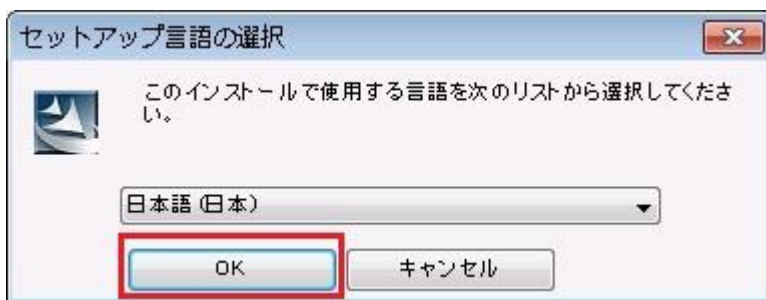 セットアップ言語の選択
このインストールで使用する言語を次のリストから選択してくださ
い。
日本語 (日本)
OK キャンセル